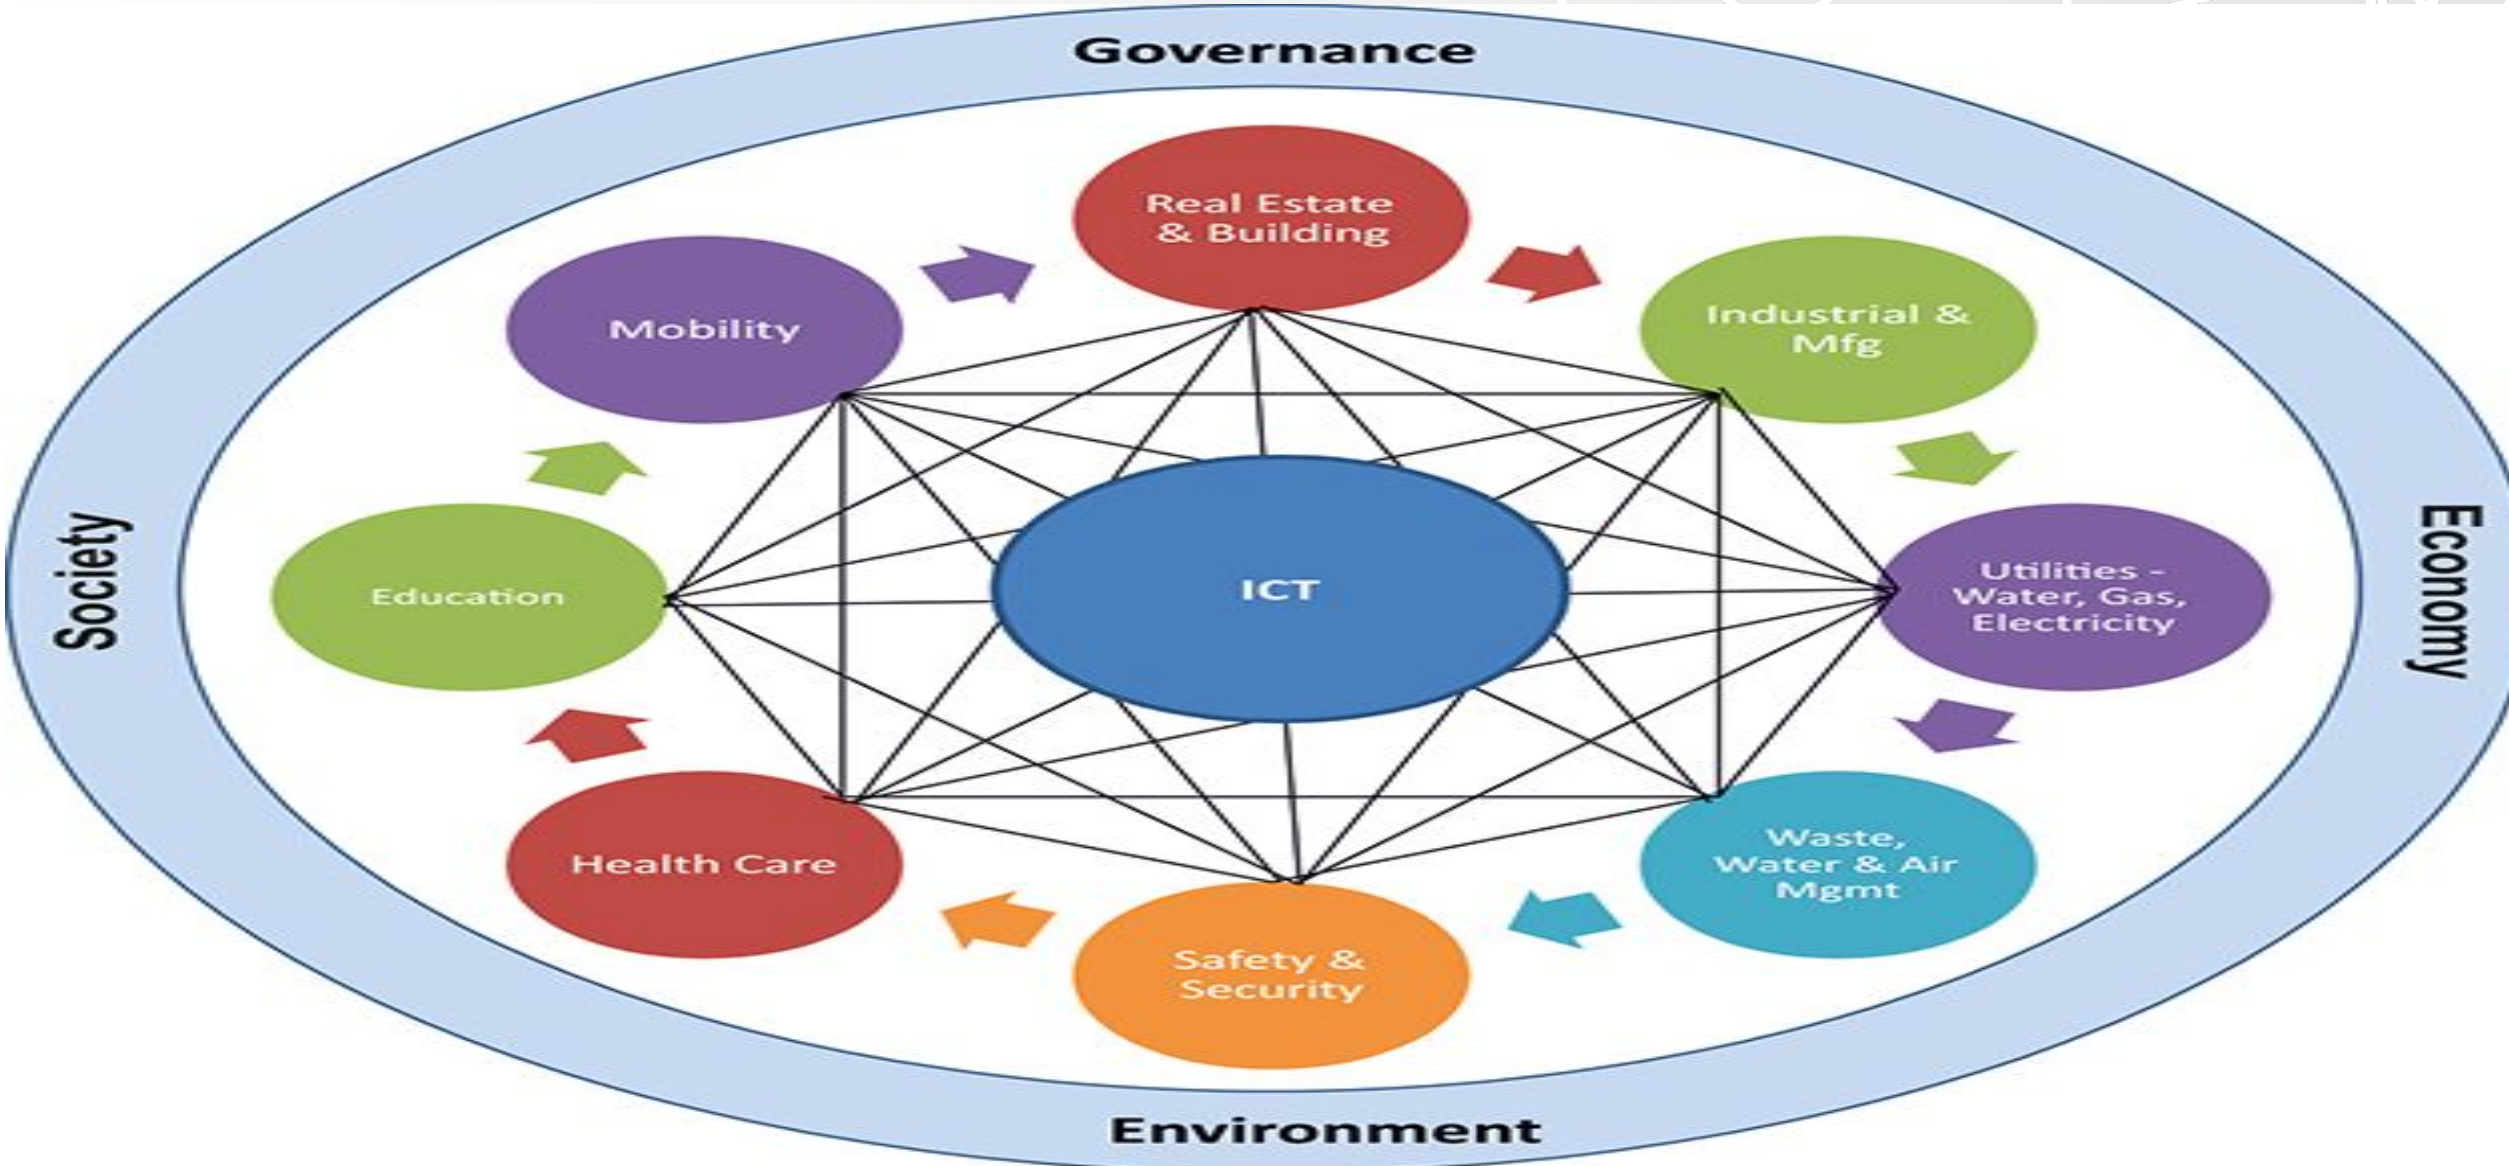 Governance
Real Estate
& Building
Industrial &
Mfg
Mobility
Utilities -
Water, Gas,
Electricity
ICT
Education
Society
Economy
Waste,
Water & Air
Mgmt
Health Care
Safety &
Security
Environment